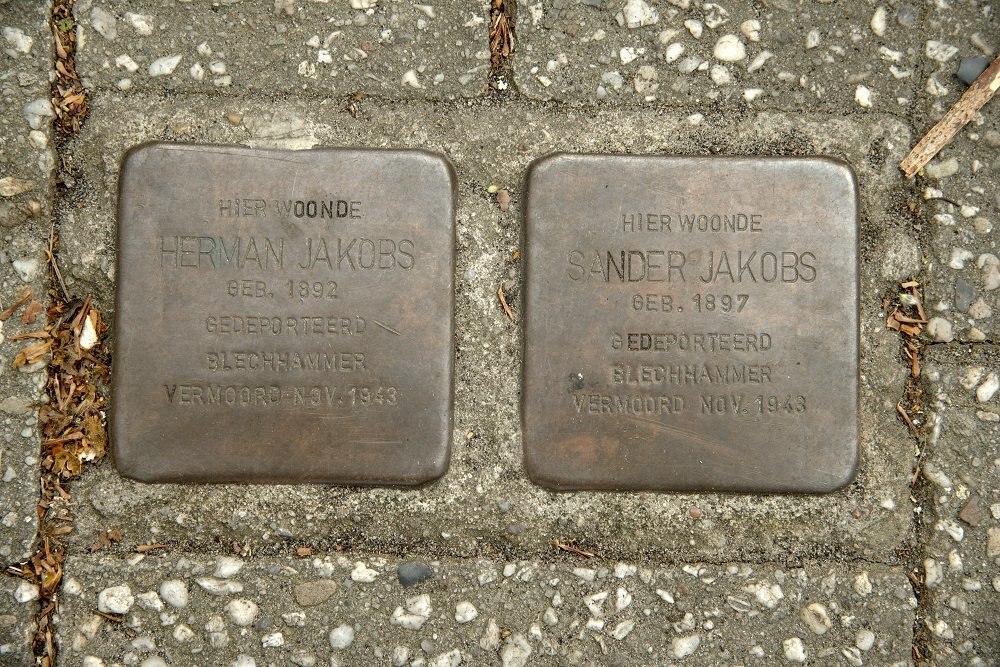 HIER WOONDE
HERMAN JAKOBS
GEB. 1892
GEDEPORTEERD
BLECHHAMMER
VERMOORD NOV. 1943
HIER WOONDE
SANDER JAKOBS
GEB. 1897
GEDEPORTEERD
BLECHHAMMER
VERMOORD NOV. 1943